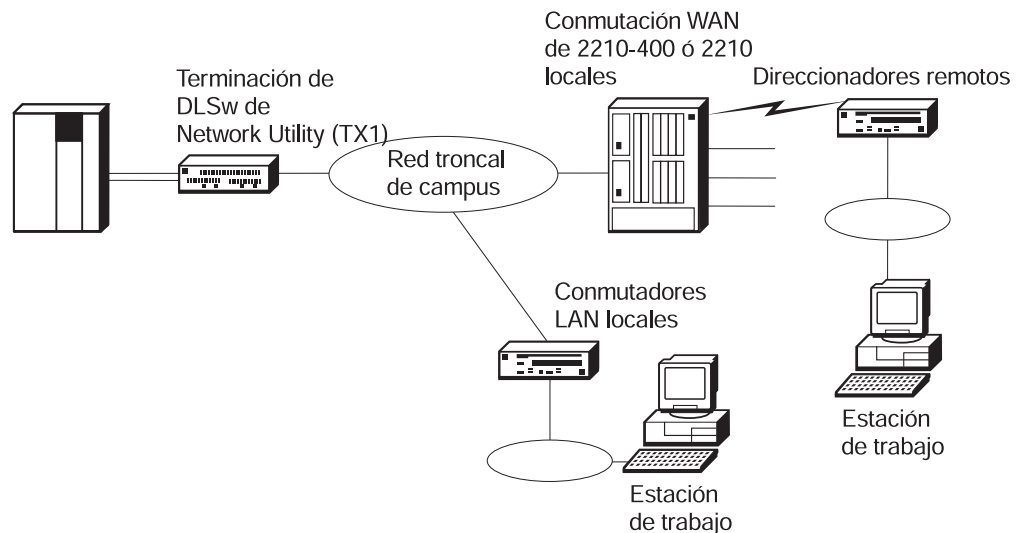 Conmutación WAN
de 2210-400 ó 2210
locales
Direccionadores remotos
Terminación de
DLSw de
Network Utility (TX1)
Red troncal
de campus
Conmutadores
LAN locales
Estación
de trabajo
Estación
de trabajo